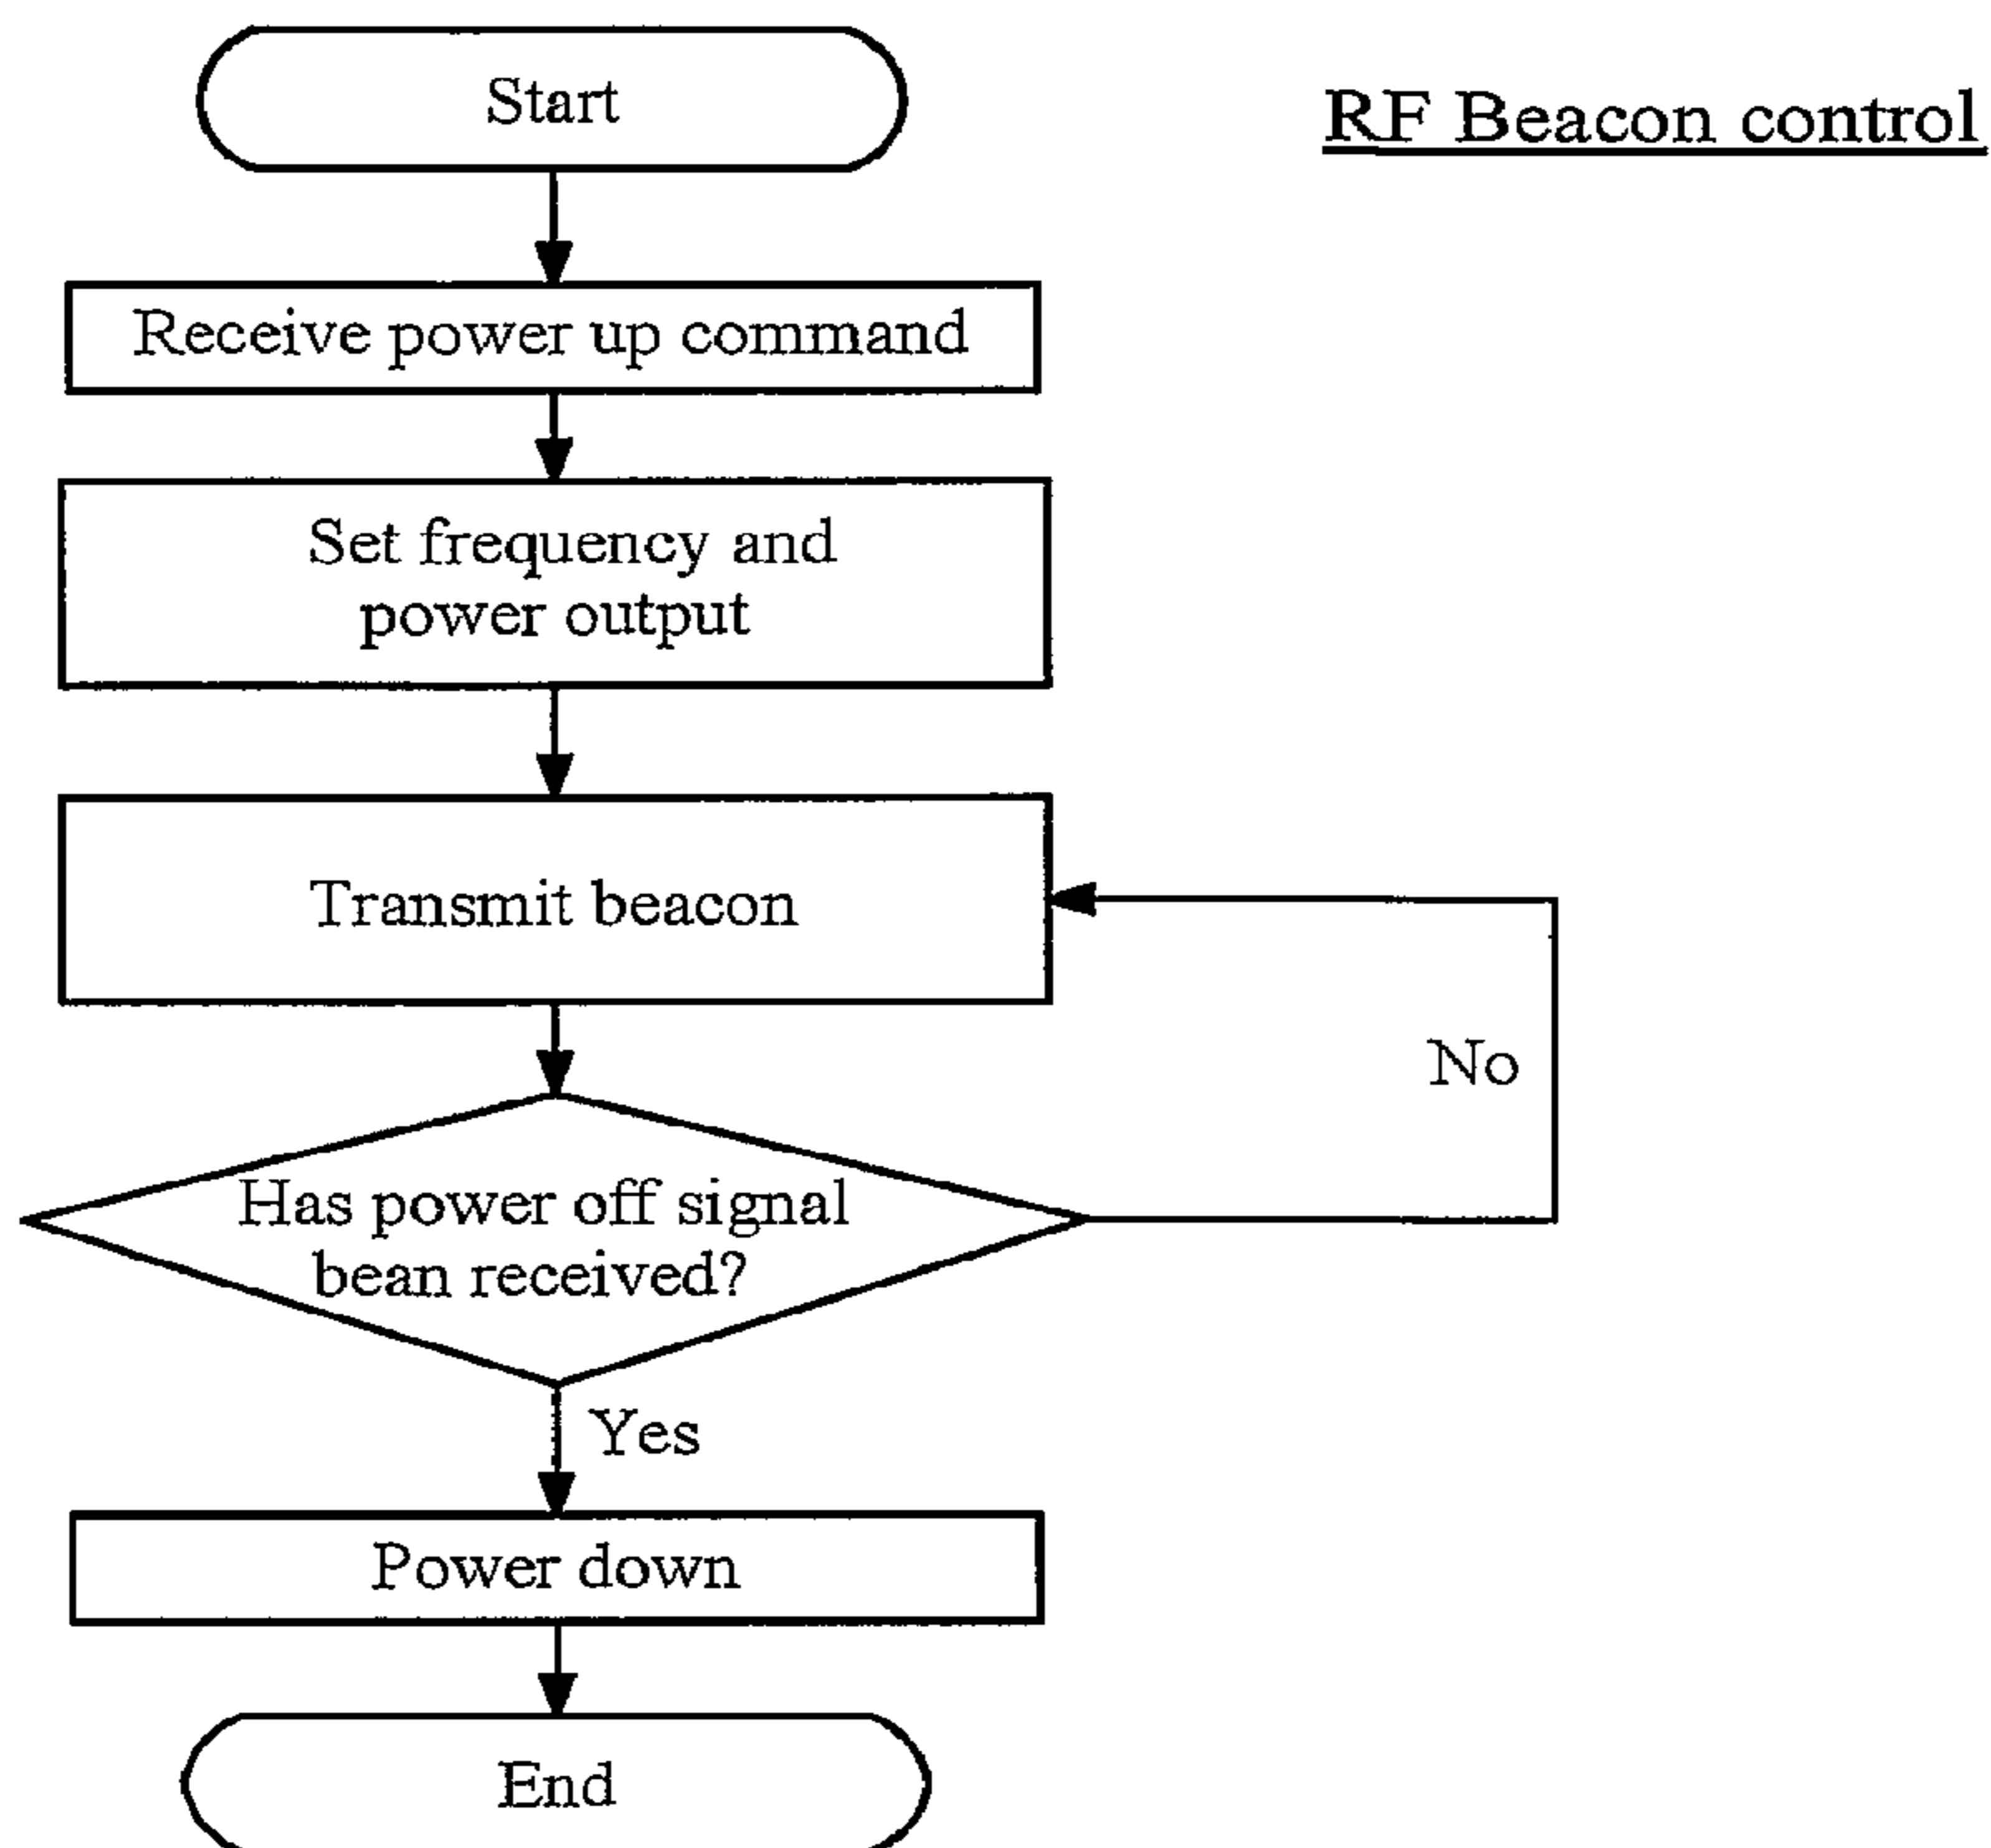 Start
RF Beacon control
Receive power up command
Set frequency and
power output
Transmit beacon
No
Has power off signal
bean received?
Yes
Power down
End